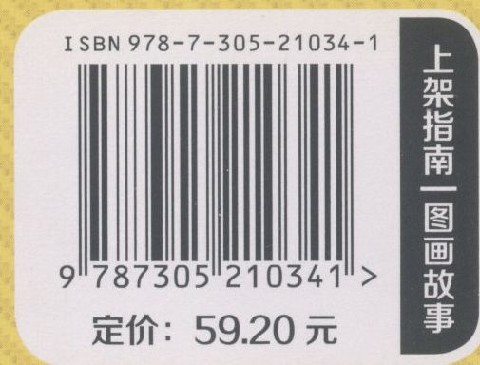 ISBN 978-7-305-21034-1
9 787305 210341 >
定价：59.20 元
上架指南 | 图画故事